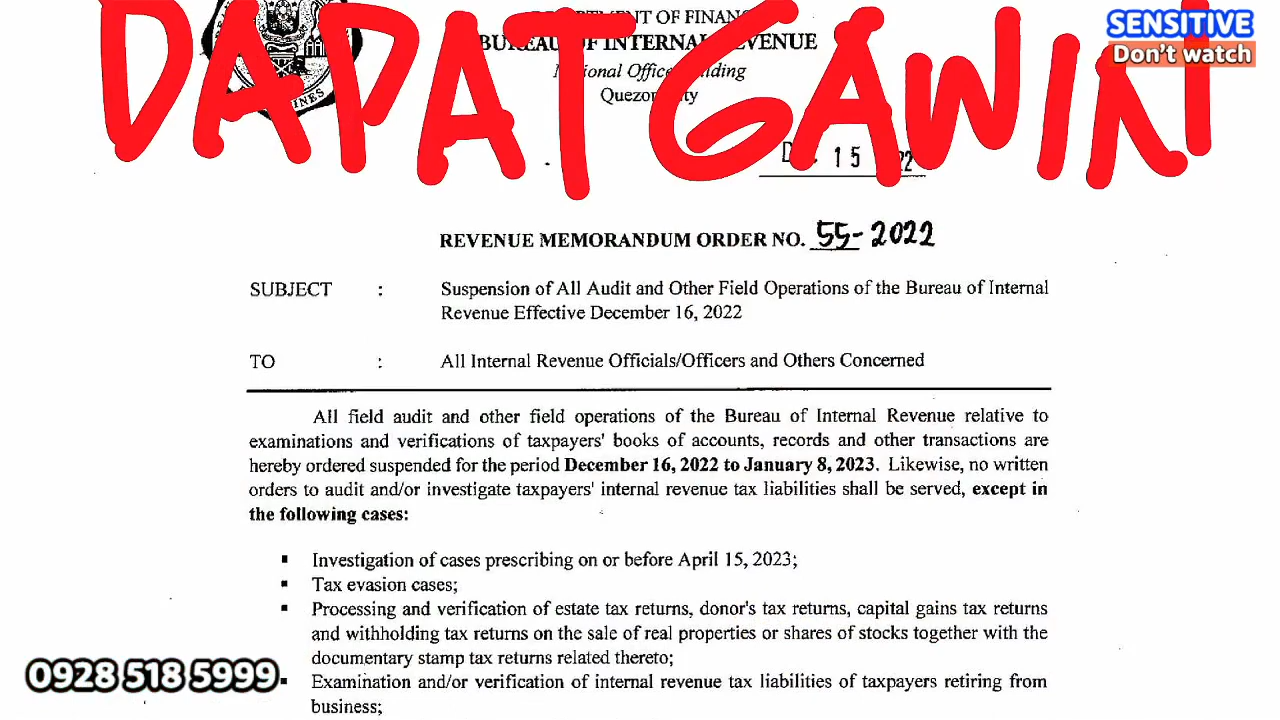 DAPAT GAWIN!
SENSITIVE
Don't watch
OF
BUREAU OF INTERNAL REVENUE
Quezon City
15
REVENUE MEMORANDUM ORDER NO. 55-2022
SUBJECT : Suspension of All Audit and Other Field Operations of the Bureau of Internal
Revenue Effective December 16, 2022
TO : All Internal Revenue Officials/Officers and Others Concerned
All field audit and other field operations of the Bureau of Internal Revenue relative to
examinations and verifications of taxpayers' books of accounts, records and other transactions are
hereby ordered suspended for the period December 16, 2022 to January 8, 2023. Likewise, no written
orders to audit and/or investigate taxpayers' internal revenue tax liabilities shall be served, except in
the following cases:
▪ Investigation of cases prescribing on or before April 15, 2023;
▪ Tax evasion cases;
▪ Processing and verification of estate tax returns, donor's tax returns, capital gains tax returns
and withholding tax returns on the sale of real properties or shares of stocks together with the
documentary stamp tax returns related thereto;
▪ Examination and/or verification of internal revenue tax liabilities of taxpayers retiring from
business;
0928 518 5999